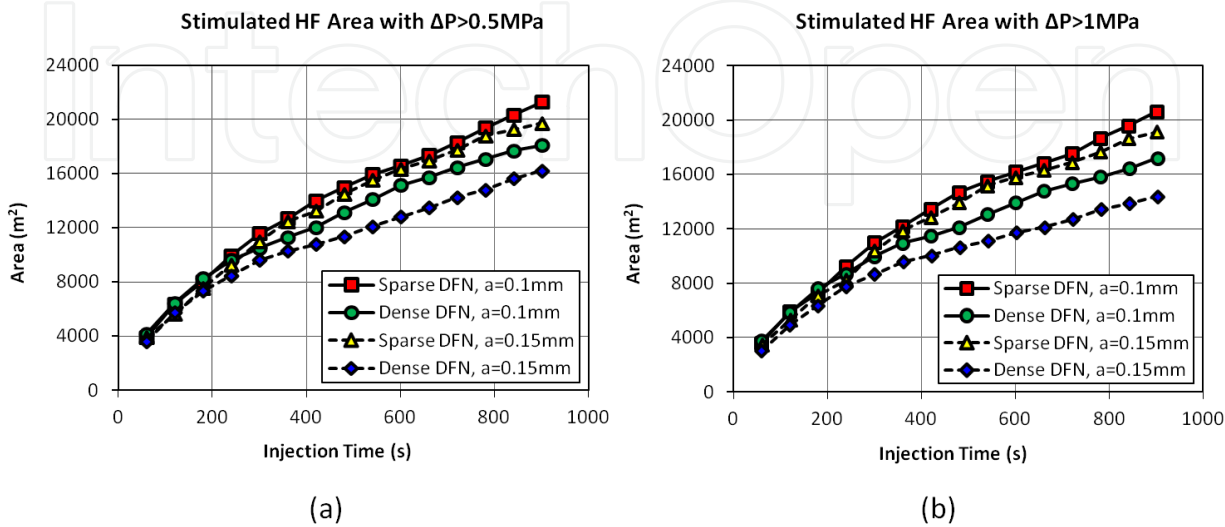 IntechOpen
Stimulated HF Area with ΔP>0.5MPa
24000
20000
16000
12000
8000
4000
0
Area (m²)
0 200 400 600 800 1000
Injection Time (s)
Sparse DFN, a=0.1mm
Dense DFN, a=0.1mm
Sparse DFN, a=0.15mm
Dense DFN, a=0.15mm
(a)
Stimulated HF Area with ΔP>1MPa
24000
20000
16000
12000
8000
4000
0
Area (m²)
0 200 400 600 800 1000
Injection Time (s)
Sparse DFN, a=0.1mm
Dense DFN, a=0.1mm
Sparse DFN, a=0.15mm
Dense DFN, a=0.15mm
(b)